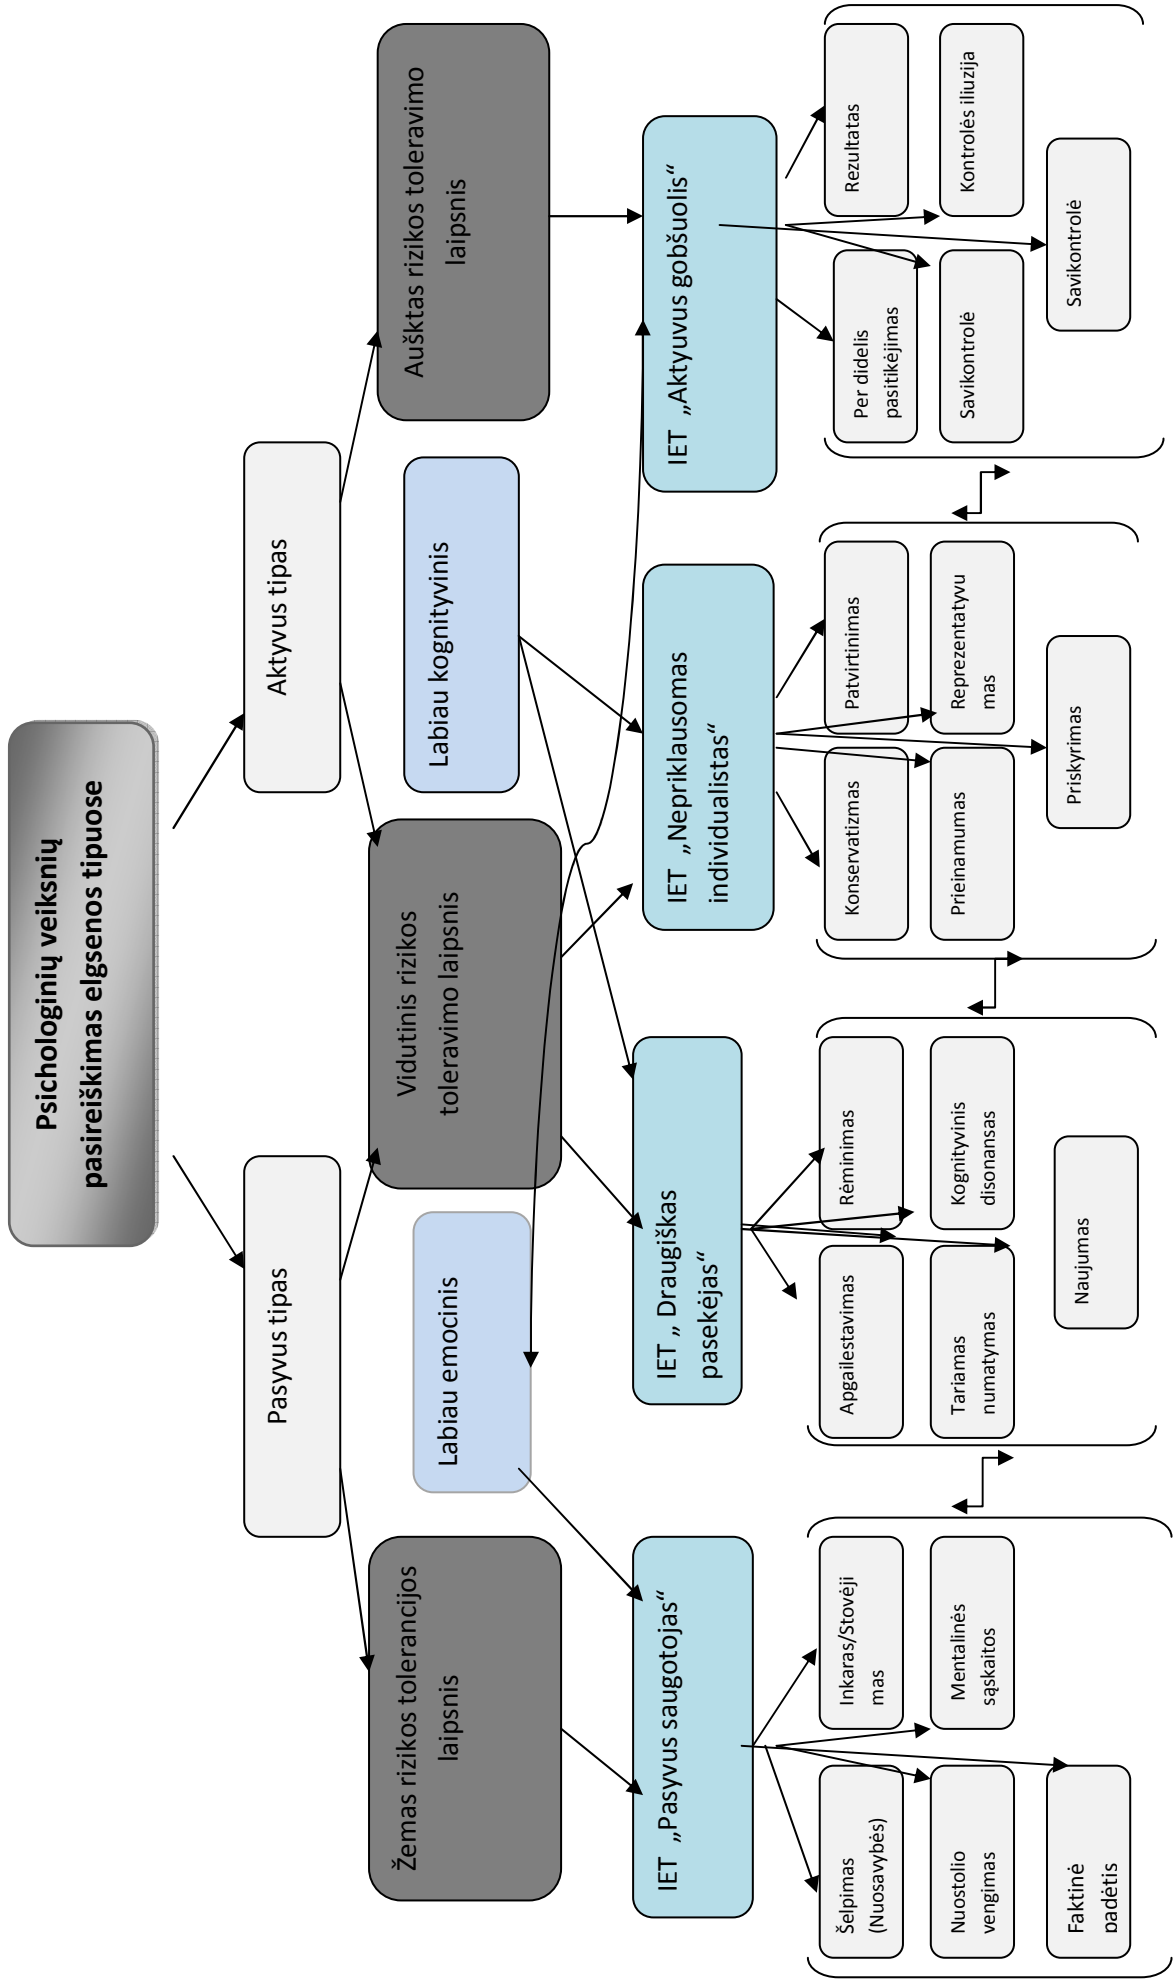 Psichologinių veiksnių
pasireiškimas elgsenos tipuose
Pasyvus tipas
Aktyvus tipas
Žemas rizikos tolerancijos
laipsnis
Labiau emocinis
Vidutinis rizikos
toleravimo laipsnis
Labiau kognityvinis
Aušktas rizikos toleravimo
laipsnis
IET „Pasyvus saugotojas“
IET „ Draugiškas
pasekėjas“
IET „Nepriklausomas
individualistas“
IET „Aktyuvus gobšuolis“
Šelpimas
(Nuosavybės)
Inkaras/Stovėji
mas
Nuostolio
vengimas
Mentalinės
sąskaitos
Faktinė
padėtis
Apgailestavimas
Rėminimas
Tariamas
numatymas
Kognityvinis
disonansas
Naujumas
Konservatizmas
Patvirtinimas
Prieinamumas
Reprezentatyvu
mas
Priskyrimas
Per didelis
pasitikėjimas
Rezultatas
Savikontrolė
Kontrolės iliuzija
Savikontrolė